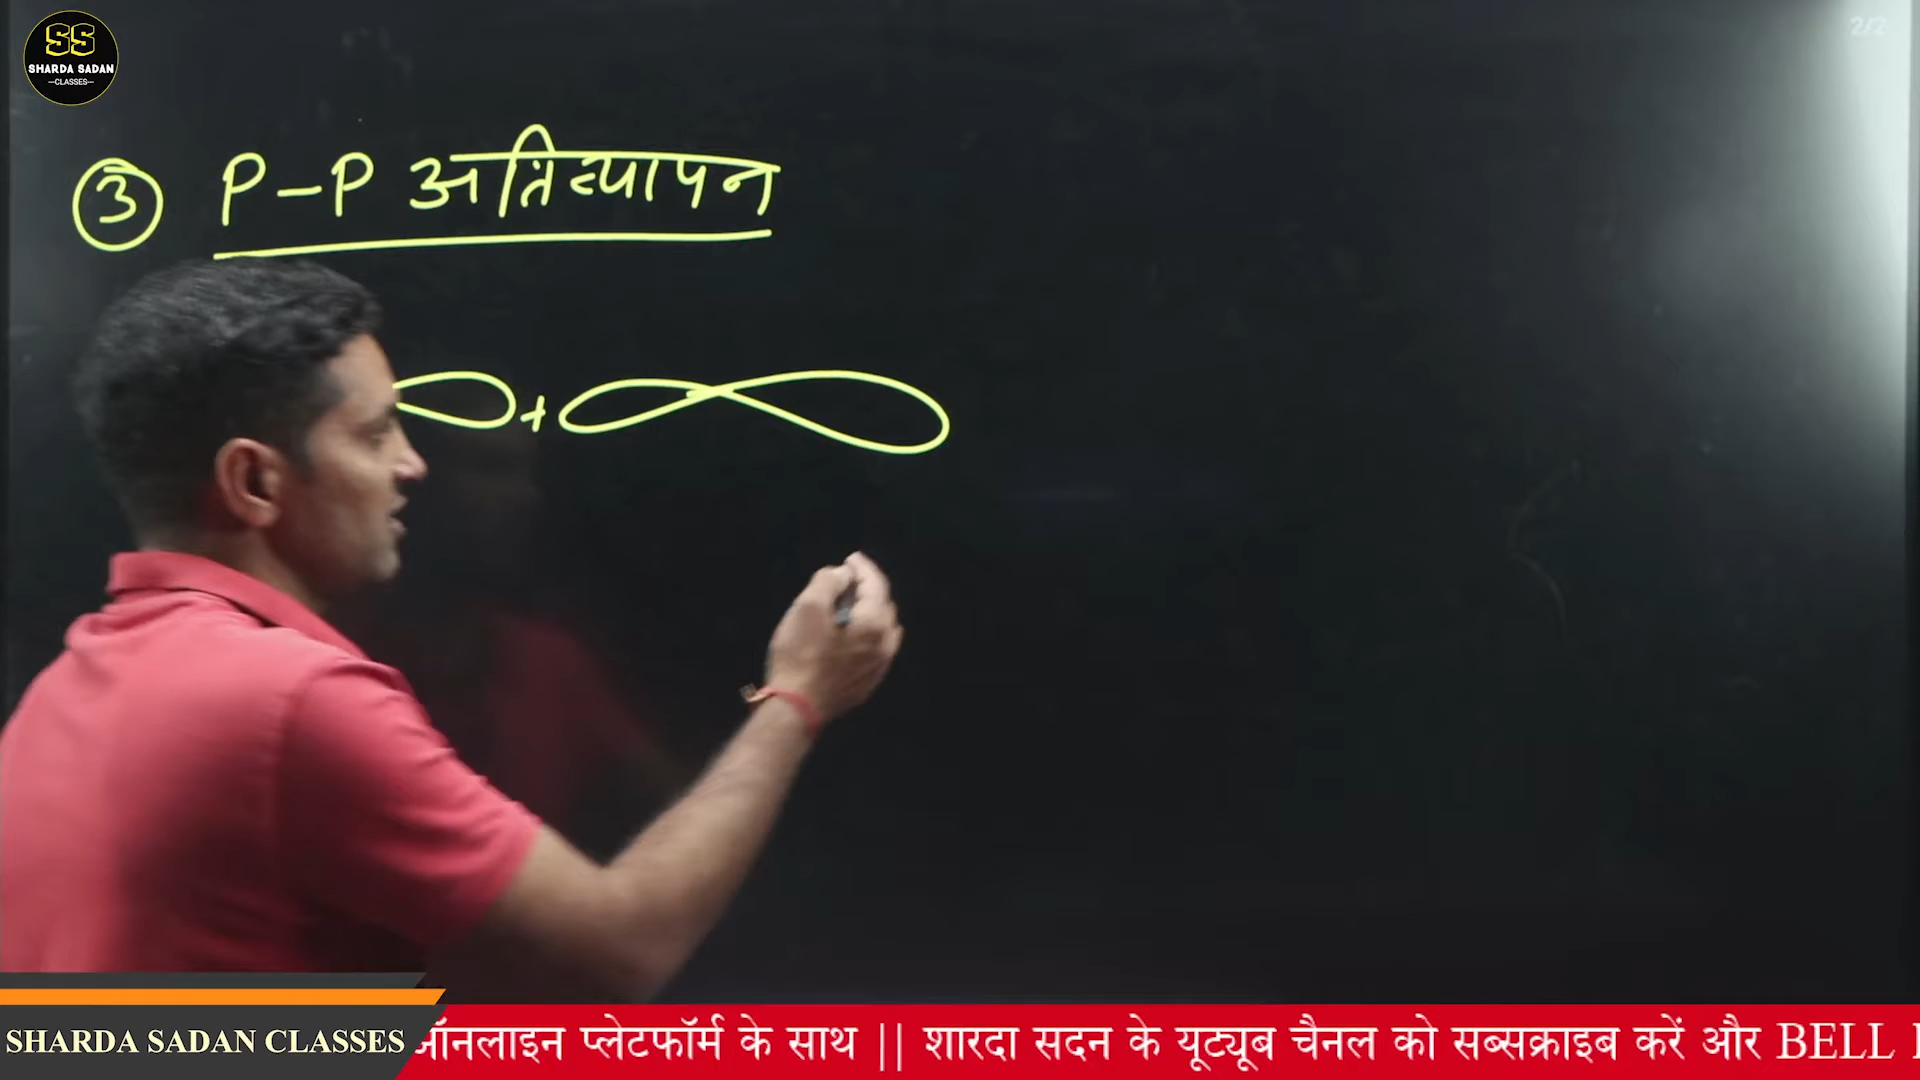 SS
SHARDA SADAN
—CLASSES—
212
③ P-P अतिव्यापन
+
SHARDA SADAN CLASSES
ऑनलाइन प्लेटफॉर्म के साथ || शारदा सदन के यूट्यूब चैनल को सब्सक्राइब करें और BELL